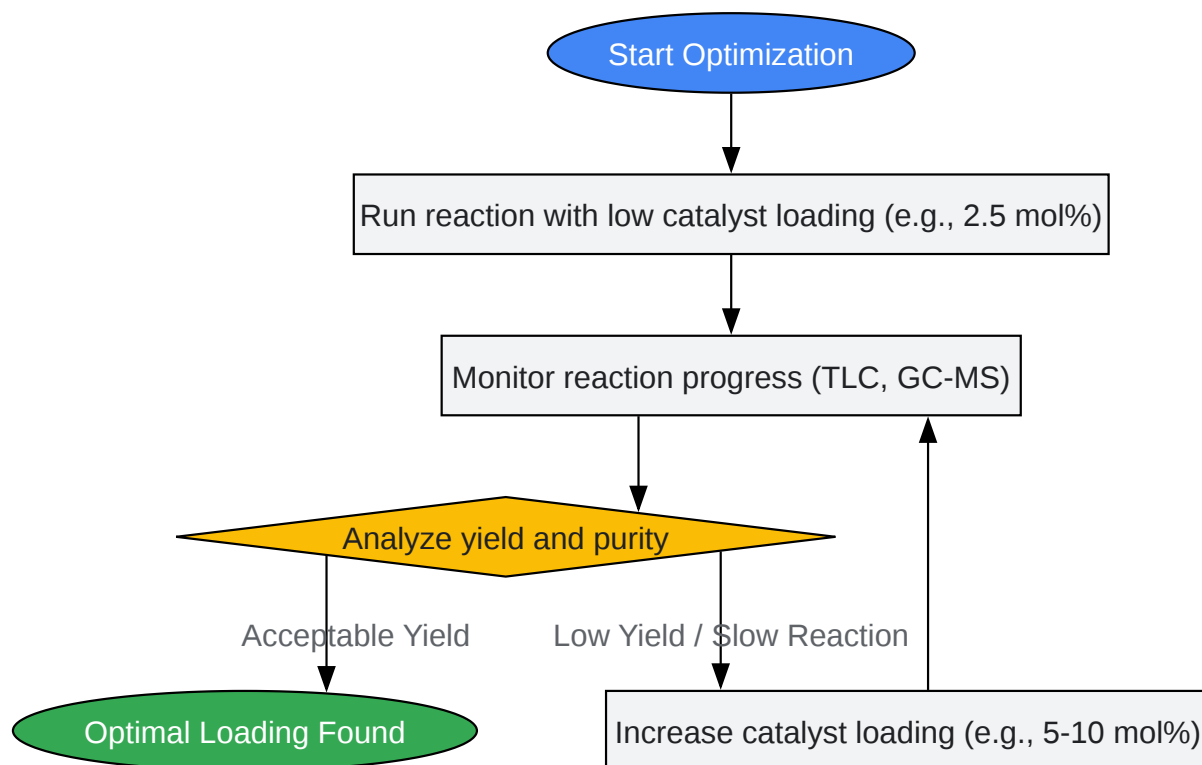 Start Optimization
Run reaction with low catalyst loading (e.g., 2.5 mol%)
Monitor reaction progress (TLC, GC-MS)
Analyze yield and purity
Acceptable Yield
Low Yield / Slow Reaction
Optimal Loading Found
Increase catalyst loading (e.g., 5-10 mol%)